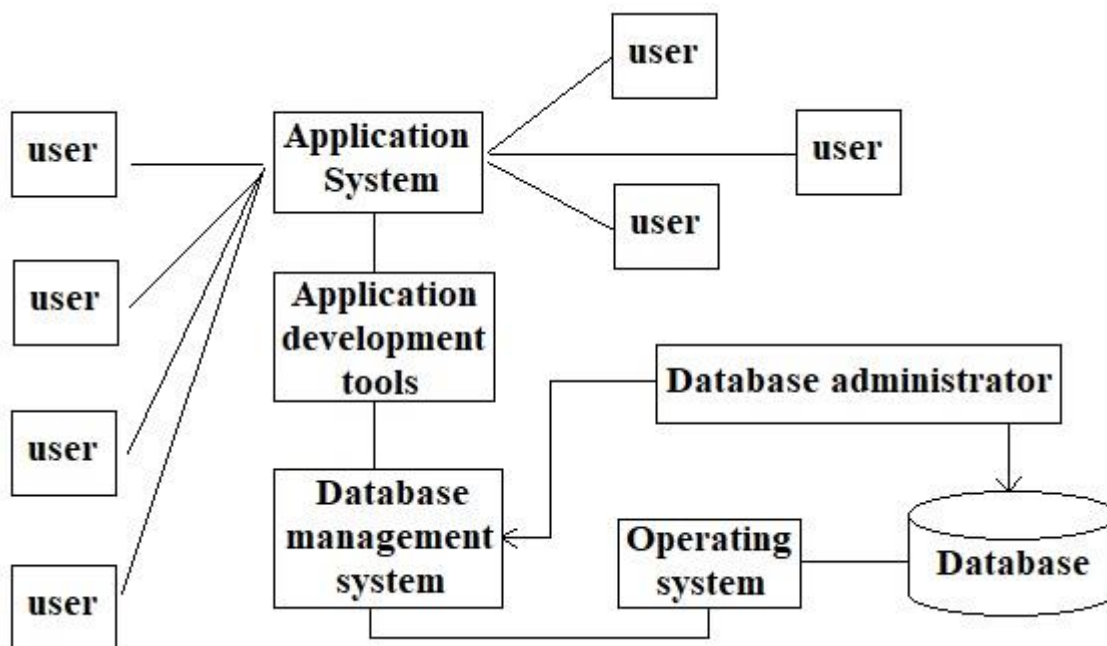 user
user
Application
System
user
user
user
Application
development
tools
user
Database administrator
user
Database
management
system
Operating
system
Database
user